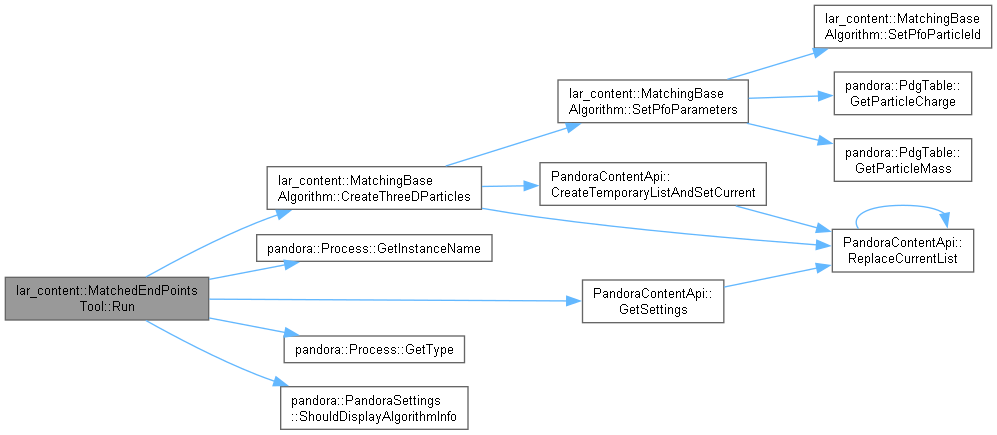 lar_content::MatchedEndPoints
Tool::Run
lar_content::MatchingBase
Algorithm::CreateThreeDParticles
pandora::Process::GetInstanceName
PandoraContentApi::
GetSettings
pandora::Process::GetType
pandora::PandoraSettings
::ShouldDisplayAlgorithmInfo
lar_content::MatchingBase
Algorithm::SetPfoParameters
PandoraContentApi::
CreateTemporaryListAndSetCurrent
lar_content::MatchingBase
Algorithm::SetPfoParticleId
pandora::PdgTable::
GetParticleCharge
pandora::PdgTable::
GetParticleMass
PandoraContentApi::
ReplaceCurrentList